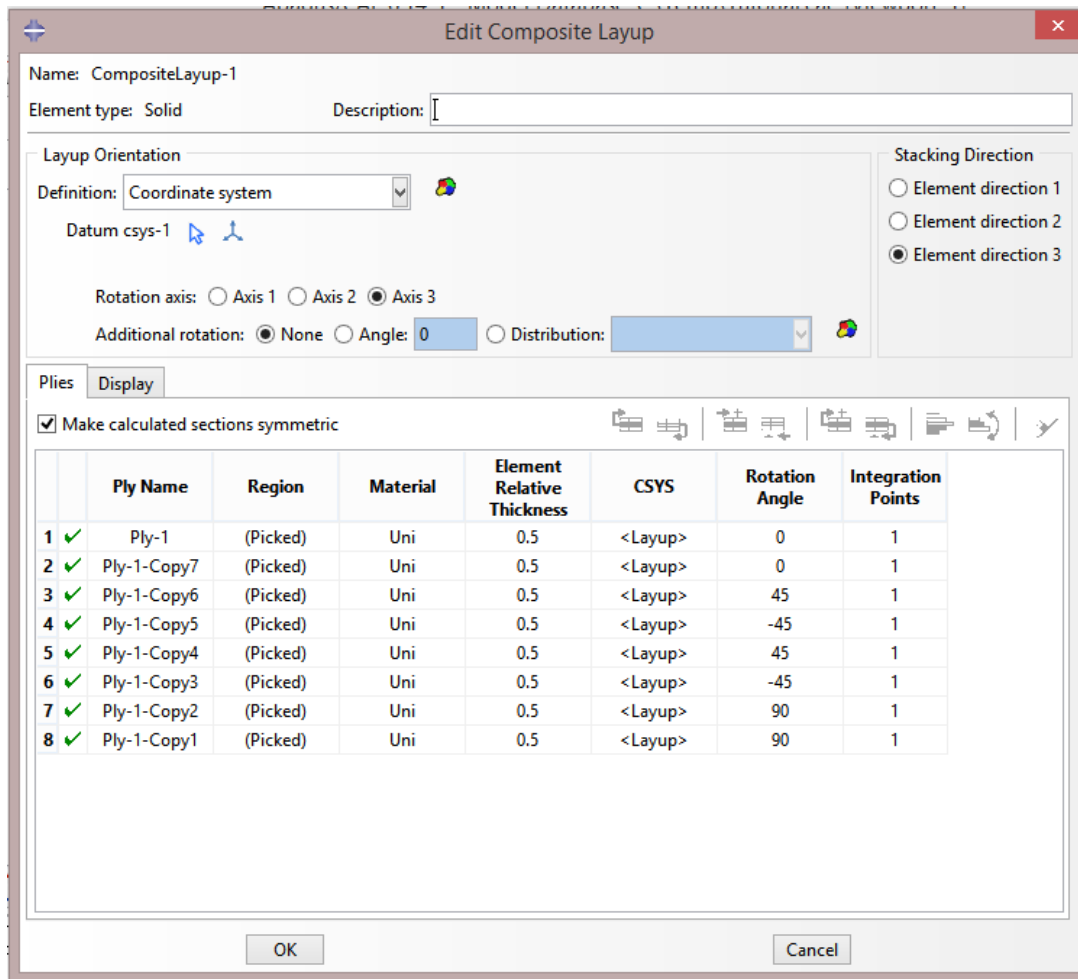 Edit Composite Layup
Name: CompositeLayup-1
Element type: Solid Description:
Layup Orientation
Stacking Direction
Definition: Coordinate system
Element direction 1
Datum csys-1
Element direction 2
Element direction 3
Rotation axis: Axis 1 Axis 2 Axis 3
Additional rotation: None Angle: 0 Distribution:
Plies Display
Make calculated sections symmetric
Ply Name Region Material Element Relative Thickness CSYS Rotation Angle Integration Points
1 Ply-1 (Picked) Uni 0.5 <Layup> 0 1
2 Ply-1-Copy7 (Picked) Uni 0.5 <Layup> 0 1
3 Ply-1-Copy6 (Picked) Uni 0.5 <Layup> 45 1
4 Ply-1-Copy5 (Picked) Uni 0.5 <Layup> -45 1
5 Ply-1-Copy4 (Picked) Uni 0.5 <Layup> 45 1
6 Ply-1-Copy3 (Picked) Uni 0.5 <Layup> -45 1
7 Ply-1-Copy2 (Picked) Uni 0.5 <Layup> 90 1
8 Ply-1-Copy1 (Picked) Uni 0.5 <Layup> 90 1
OK Cancel